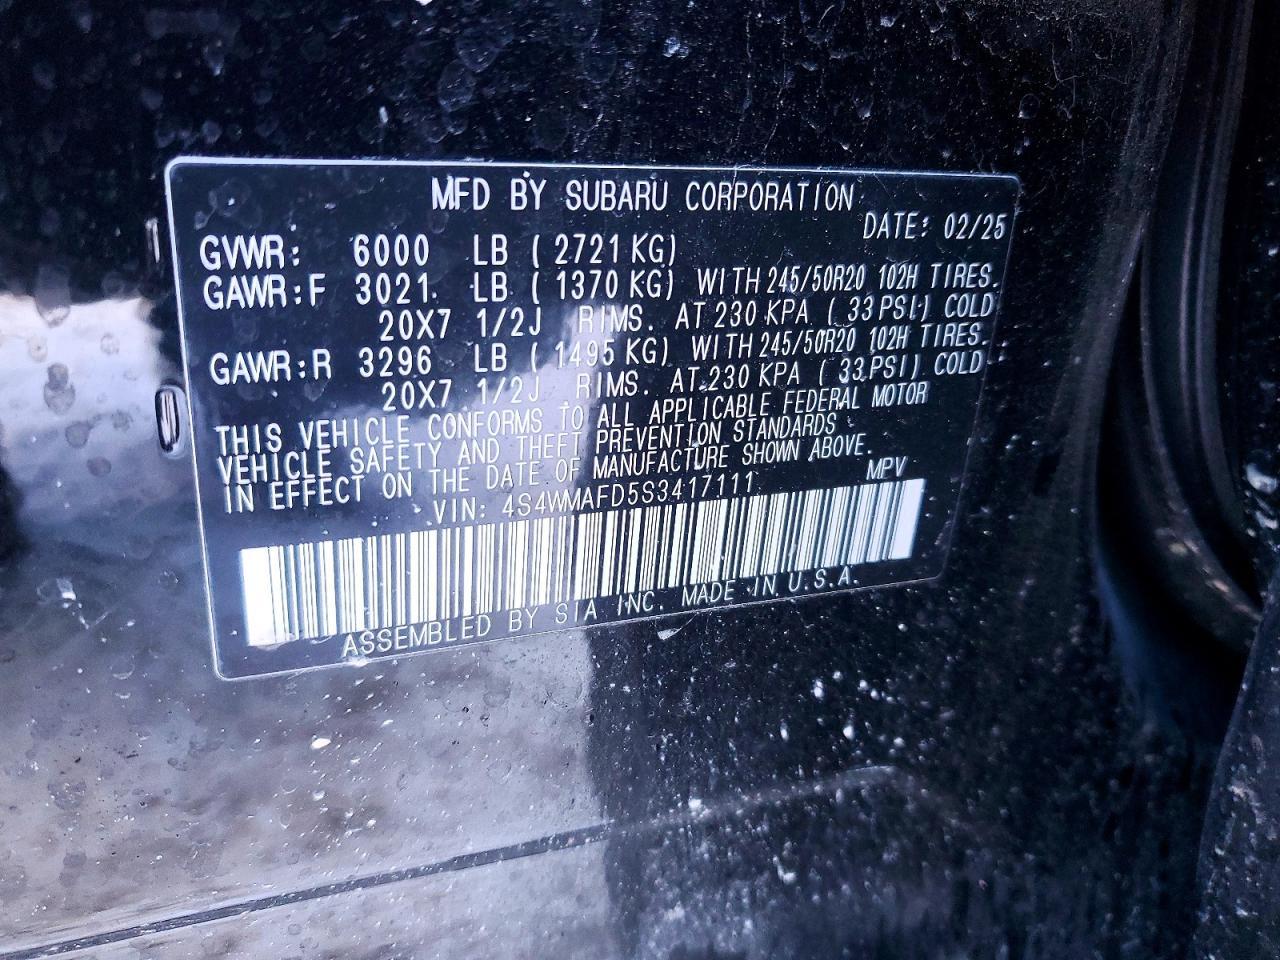 MFD BY SUBARU CORPORATION
DATE: 02/25
GVWR: 6000 LB (2721 KG)
GAWR:F 3021 LB (1370 KG) WITH 245/50R20 102H TIRES.
20X7 1/2J RIMS. AT 230 KPA (33 PSI) COLD
GAWR:R 3296 LB (1495 KG) WITH 245/50R20 102H TIRES.
20X7 1/2J RIMS. AT 230 KPA (33 PSI) COLD.
THIS VEHICLE CONFORMS TO ALL APPLICABLE FEDERAL MOTOR
VEHICLE SAFETY AND THEFT PREVENTION STANDARDS
IN EFFECT ON THE DATE OF MANUFACTURE SHOWN ABOVE.
VIN: 4S4WMAFD5S3417111 MPV
ASSEMBLED BY SIA INC. MADE IN U.S.A.